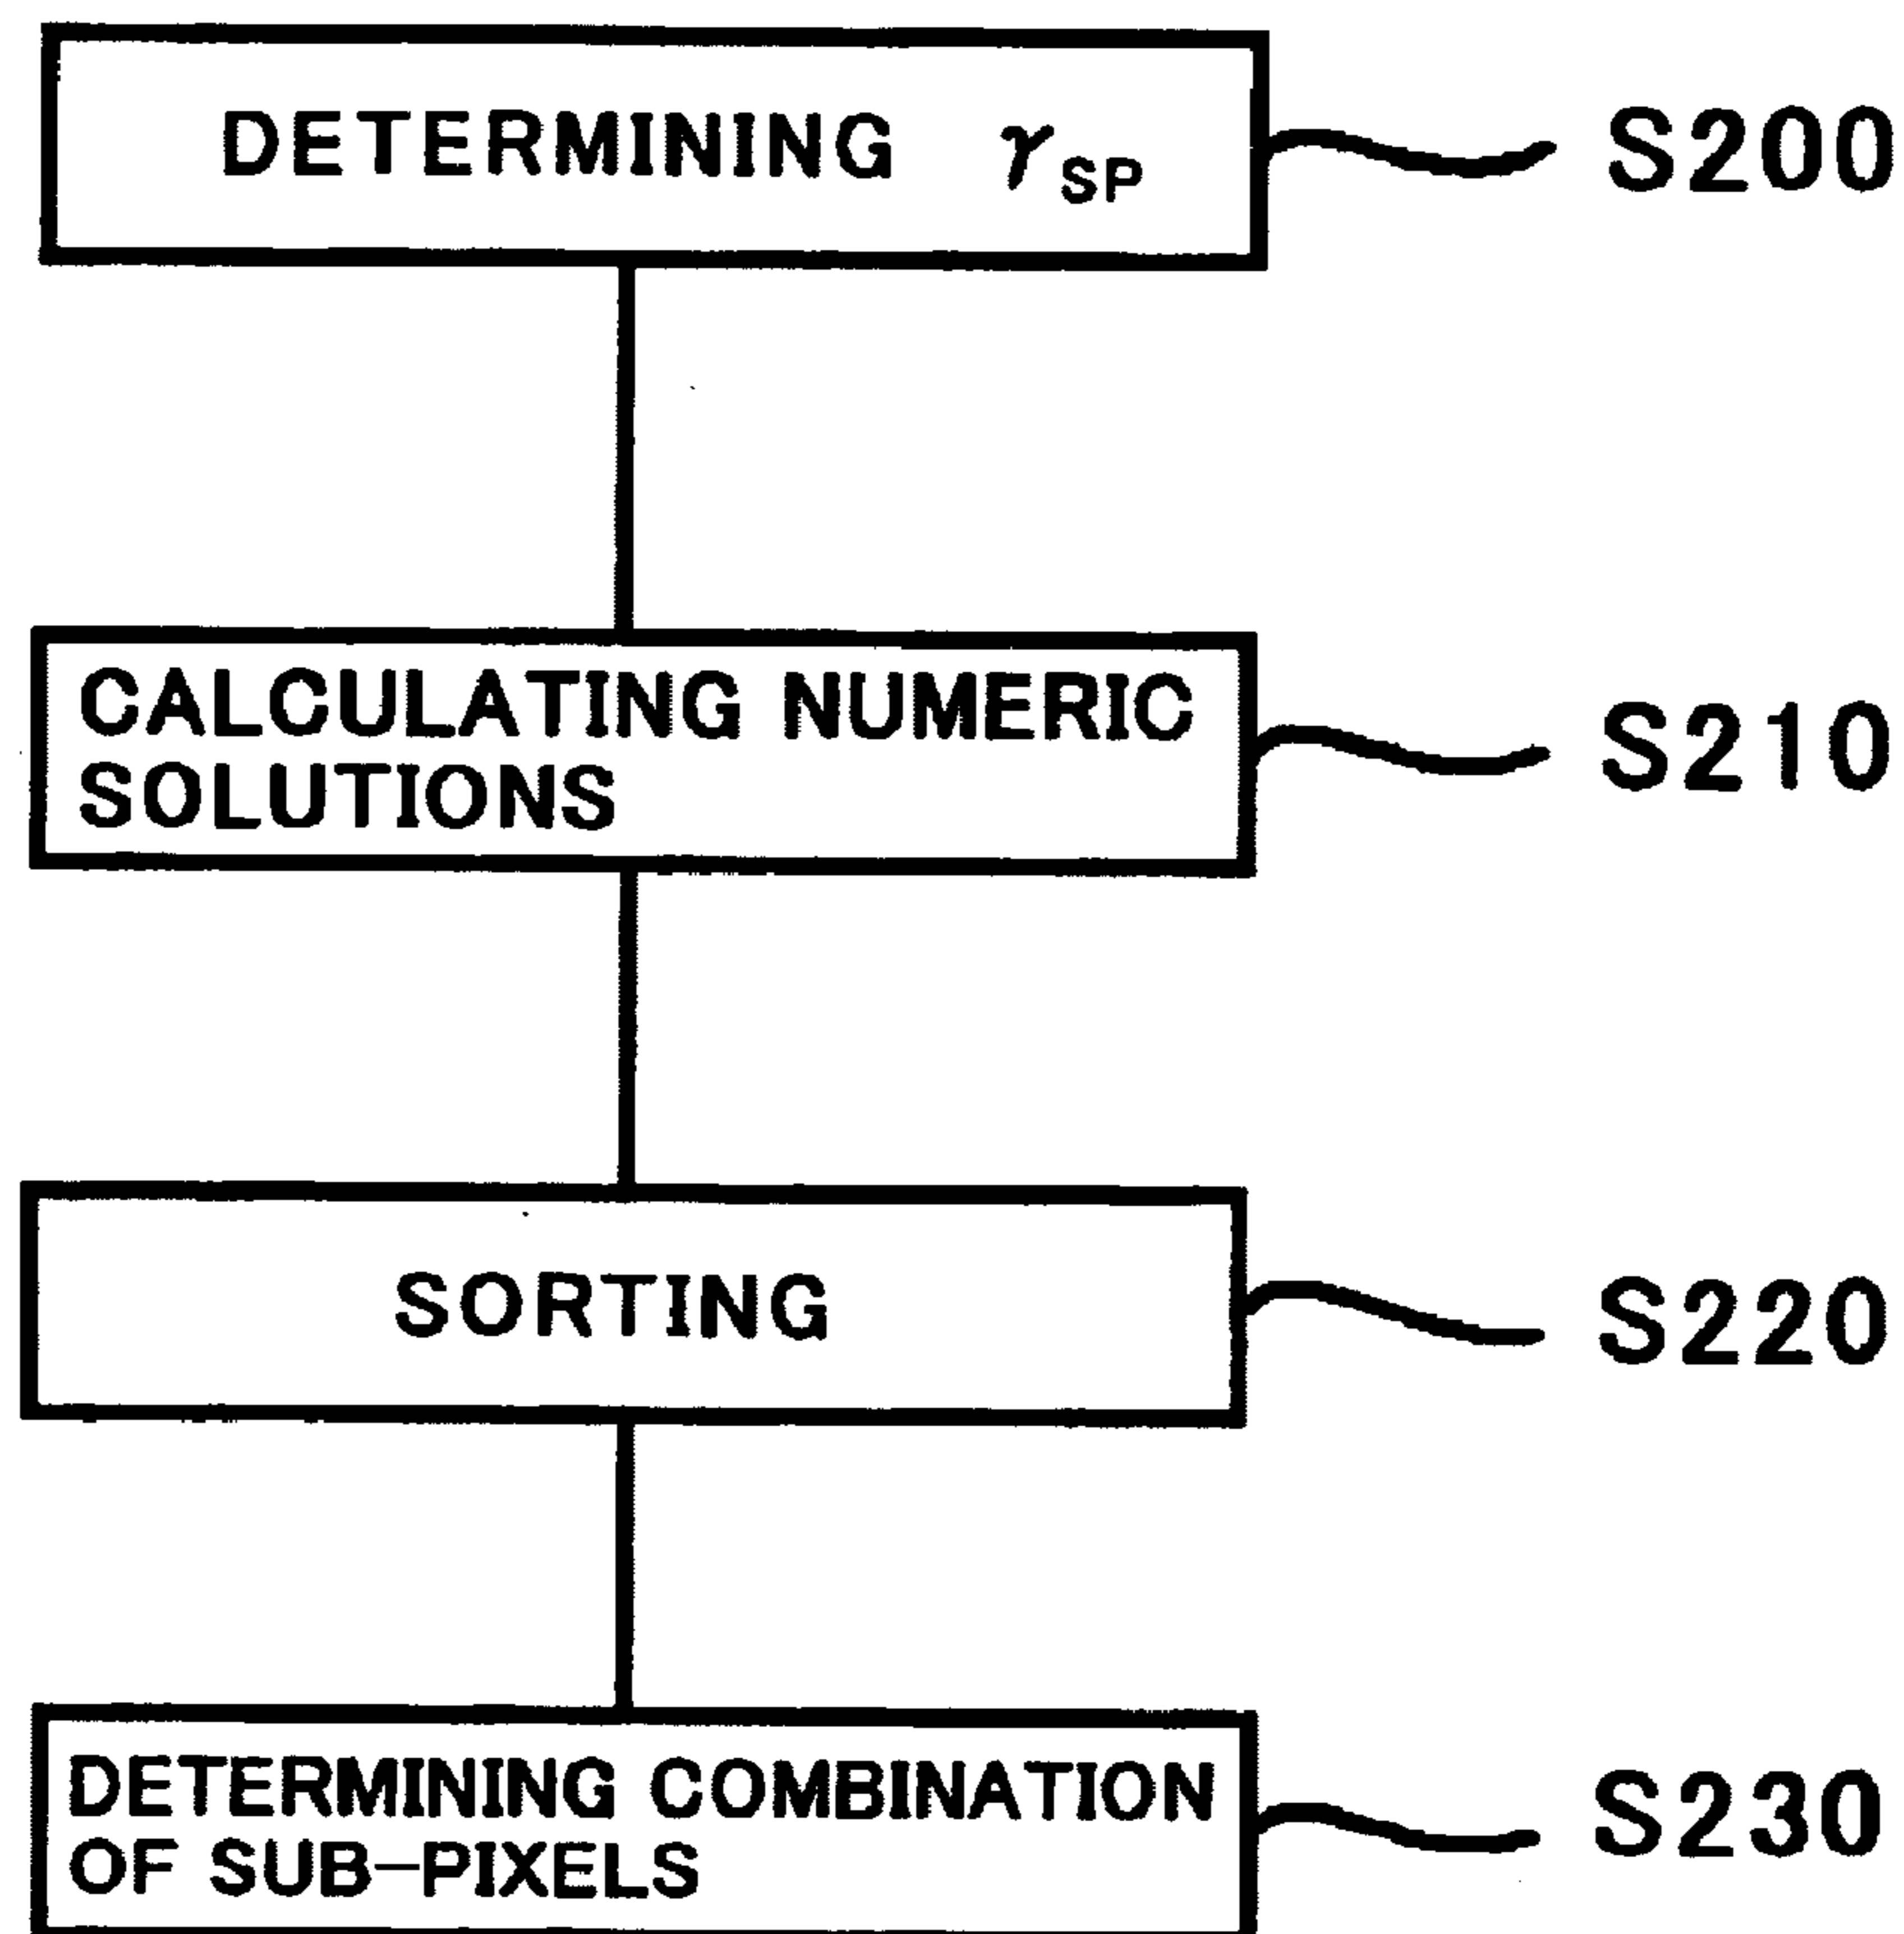 DETERMINING γSP
S200
CALCULATING NUMERIC
SOLUTIONS
S210
SORTING
S220
DETERMINING COMBINATION
OF SUB-PIXELS
S230